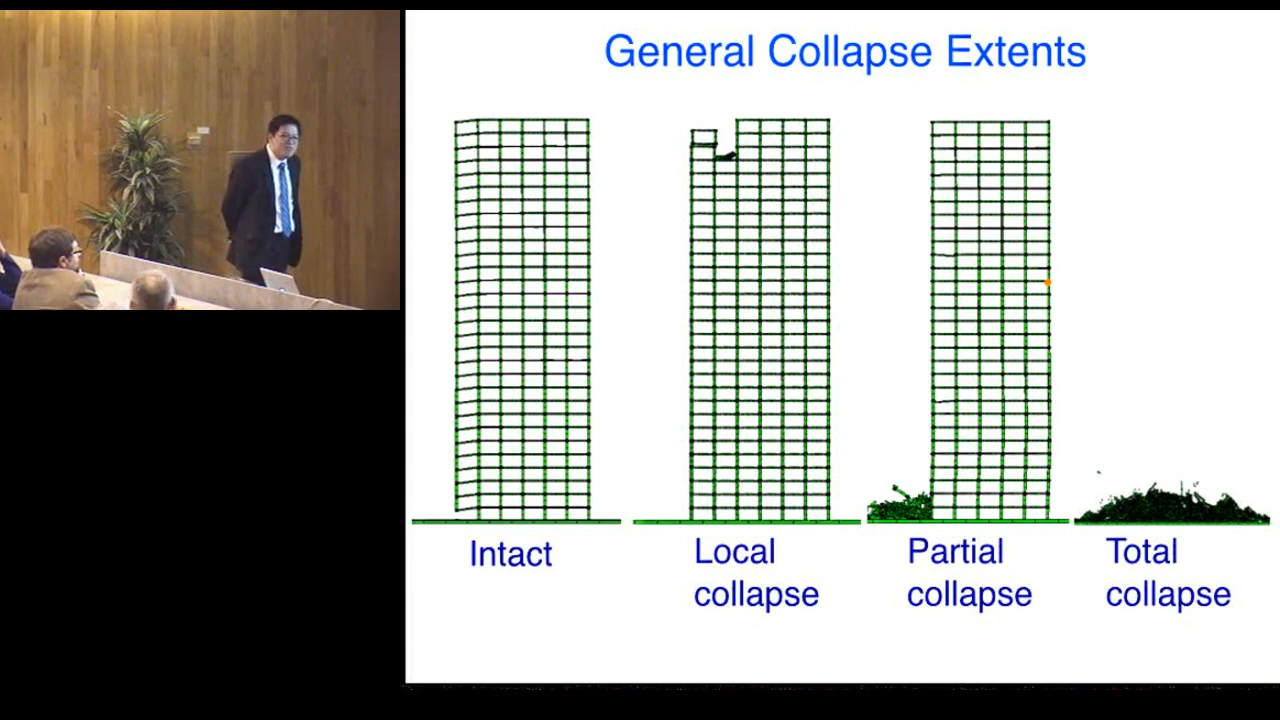 General Collapse Extents
Intact
Local
collapse
Partial
collapse
Total
collapse